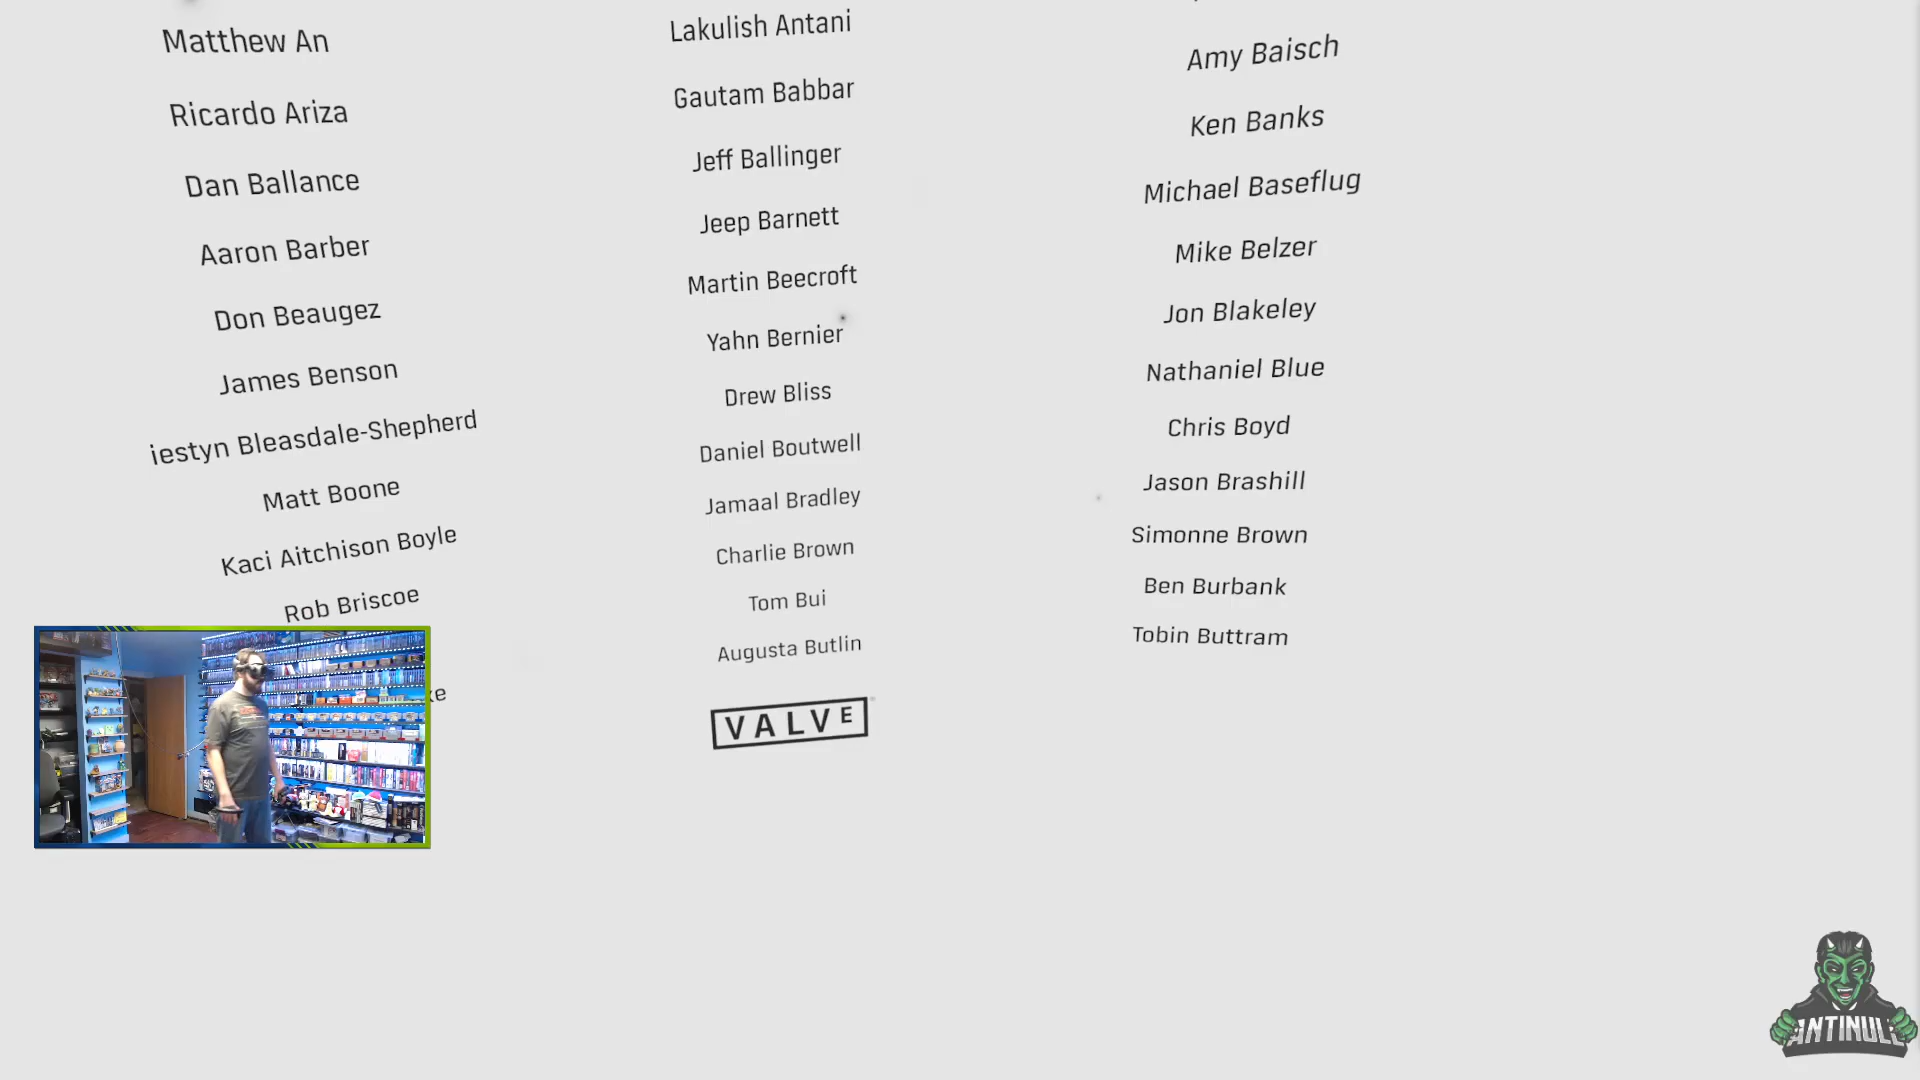 Matthew An
Ricardo Ariza
Dan Ballance
Aaron Barber
Don Beaugez
James Benson
iestyn Bleasdale-Shepherd
Matt Boone
Kaci Aitchison Boyle
Rob Briscoe
ke
Lakulish Antani
Gautam Babbar
Jeff Ballinger
Jeep Barnett
Martin Beecroft
Yahn Bernier
Drew Bliss
Daniel Boutwell
Jamaal Bradley
Charlie Brown
Tom Bui
Augusta Butlin
VALVE
Amy Baisch
Ken Banks
Michael Baseflug
Mike Belzer
Jon Blakeley
Nathaniel Blue
Chris Boyd
Jason Brashill
Simonne Brown
Ben Burbank
Tobin Buttram
ANTINULL